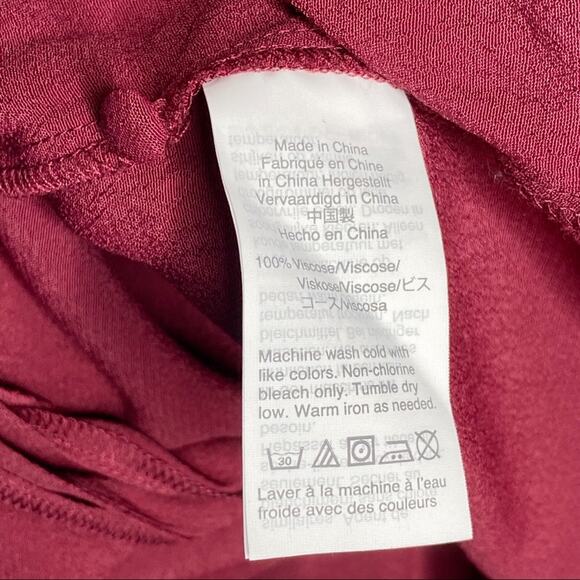 Made in China
Fabriqué en Chine
in China Hergestellt
Vervaardigd in China
中国製
Hecho en China
100% Viscose/Viscose/
Viskose/Viscose/ビス
コース/Viscosa
Machine wash cold with
like colors. Non-chlorine
bleach only. Tumble dry
low. Warm iron as needed.
30
Laver à la machine à l'eau
froide avec des couleurs